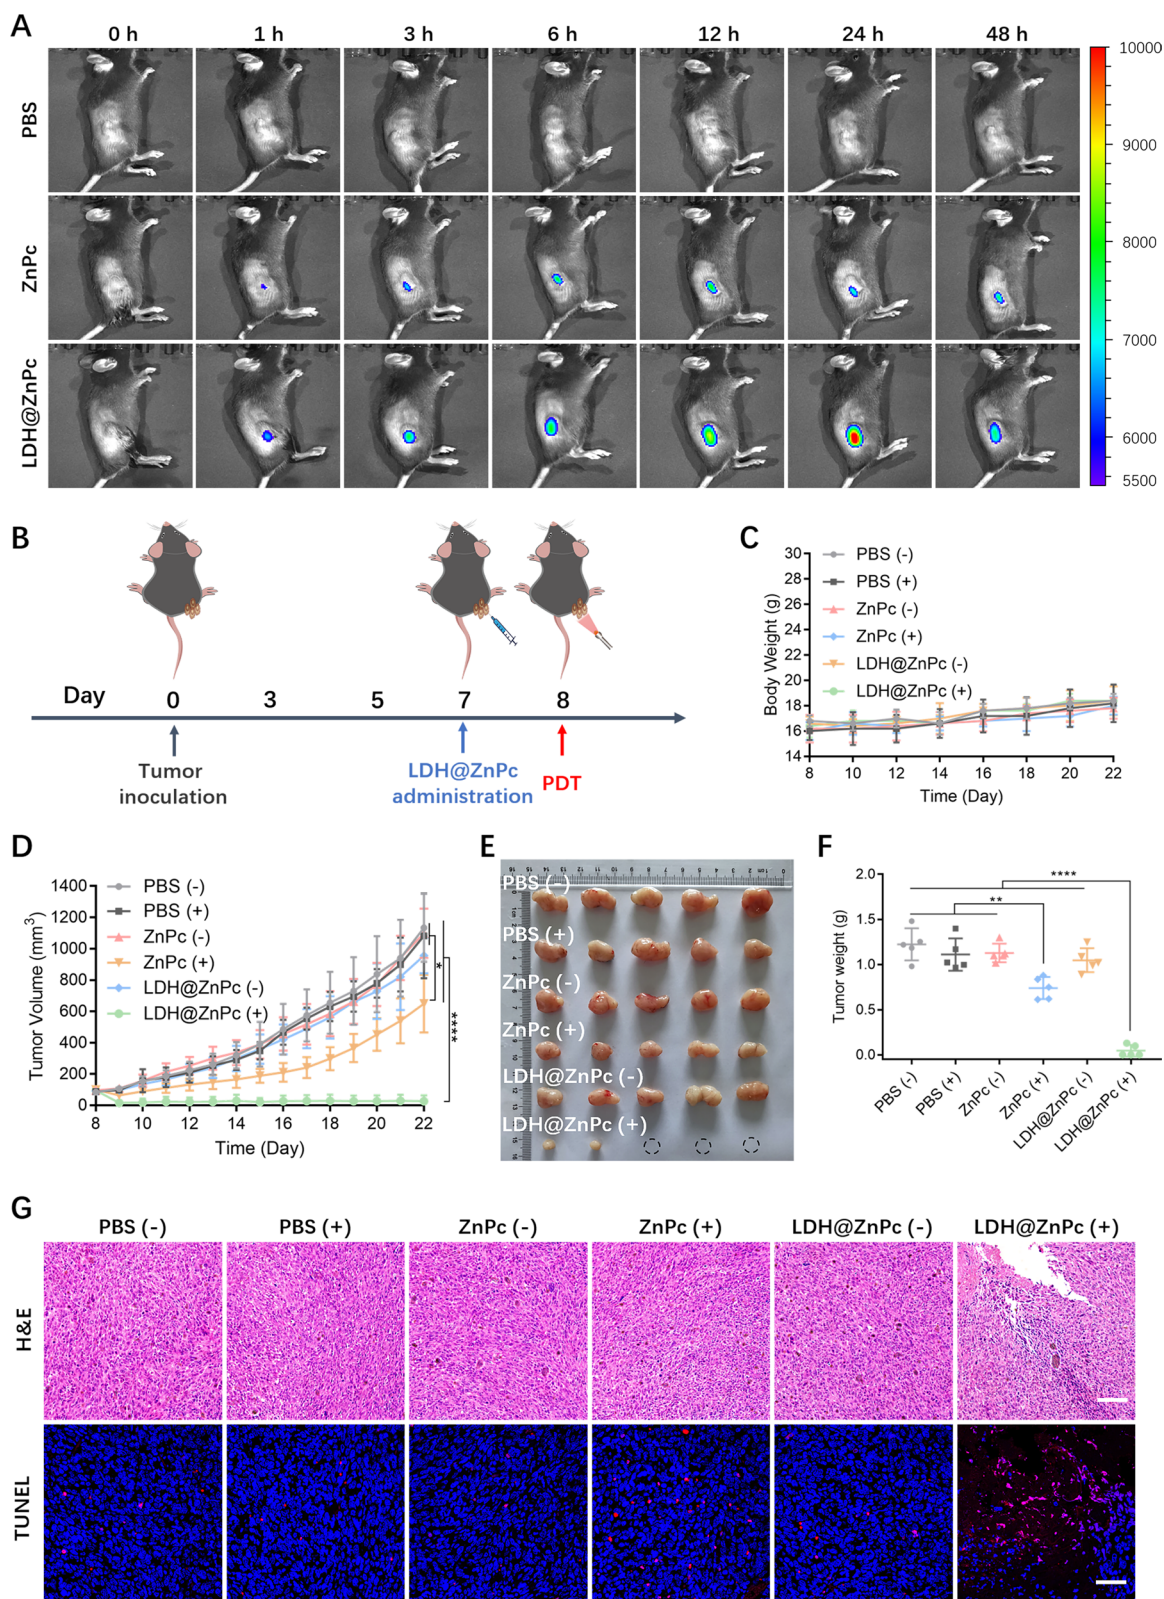 A
0 h 1 h 3 h 6 h 12 h 24 h 48 h
PBS
ZnPc
LDH@ZnPc
10000
9000
8000
7000
6000
5500
B
Day 0 3 5 7 8
Tumor
inoculation
LDH@ZnPc
administration
PDT
C
Body Weight (g)
30
28
26
24
22
20
18
16
14
PBS (-)
PBS (+)
ZnPc (-)
ZnPc (+)
LDH@ZnPc (-)
LDH@ZnPc (+)
8 10 12 14 16 18 20 22
Time (Day)
D
Tumor Volume (mm³)
1400
1200
1000
800
600
400
200
0
PBS (-)
PBS (+)
ZnPc (-)
ZnPc (+)
LDH@ZnPc (-)
LDH@ZnPc (+)
*
****
8 10 12 14 16 18 20 22
Time (Day)
E
PBS (-)
PBS (+)
ZnPc (-)
ZnPc (+)
LDH@ZnPc (-)
LDH@ZnPc (+)
F
Tumor weight (g)
2.0
1.5
1.0
0.5
0.0
****
**
PBS (-)
PBS (+)
ZnPc (-)
ZnPc (+)
LDH@ZnPc (-)
LDH@ZnPc (+)
G
PBS (-) PBS (+) ZnPc (-) ZnPc (+) LDH@ZnPc (-) LDH@ZnPc (+)
H&E
TUNEL